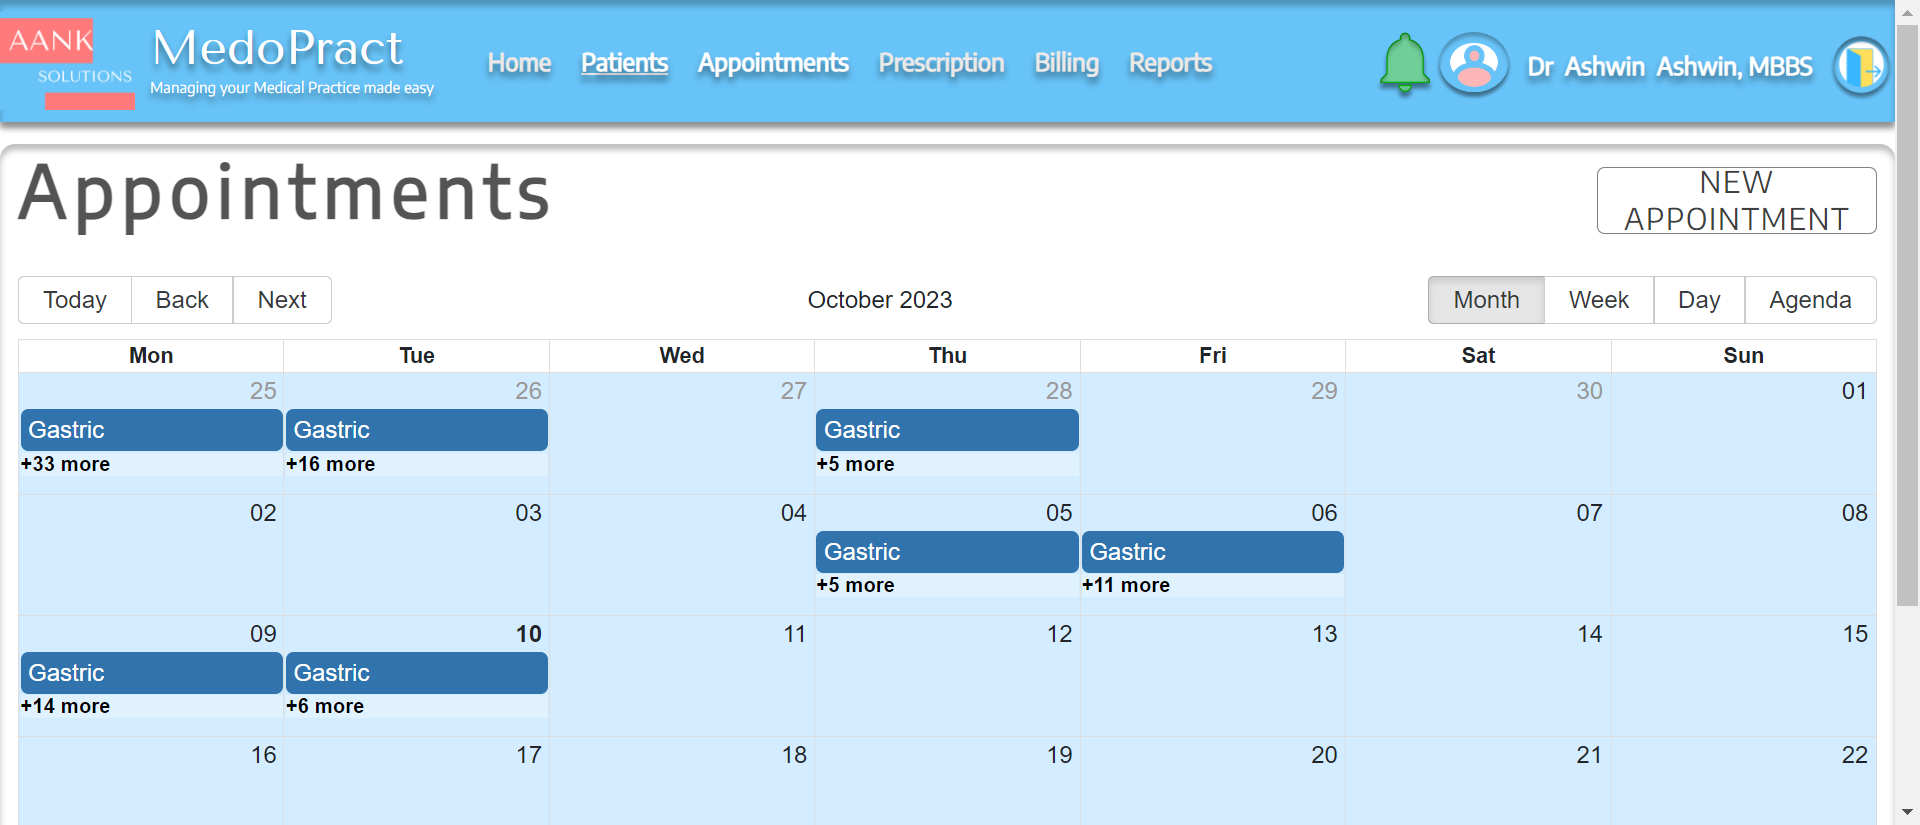 AANK
SOLUTIONS
MedoPract
Managing your Medical Practice made easy
Home Patients Appointments Prescription Billing Reports
Dr Ashwin Ashwin, MBBS
Appointments
NEW
APPOINTMENT
Today Back Next
October 2023
Month Week Day Agenda
Mon Tue Wed Thu Fri Sat Sun
25 26 27 28 29 30 01
Gastric Gastric Gastric
+33 more +16 more +5 more
02 03 04 05 06 07 08
Gastric Gastric
+5 more +11 more
09 10 11 12 13 14 15
Gastric Gastric
+14 more +6 more
16 17 18 19 20 21 22